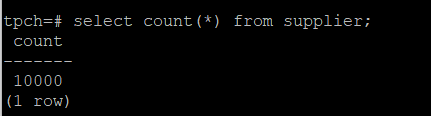 tpch=# select count(*) from supplier;
count
-------
10000
(1 row)